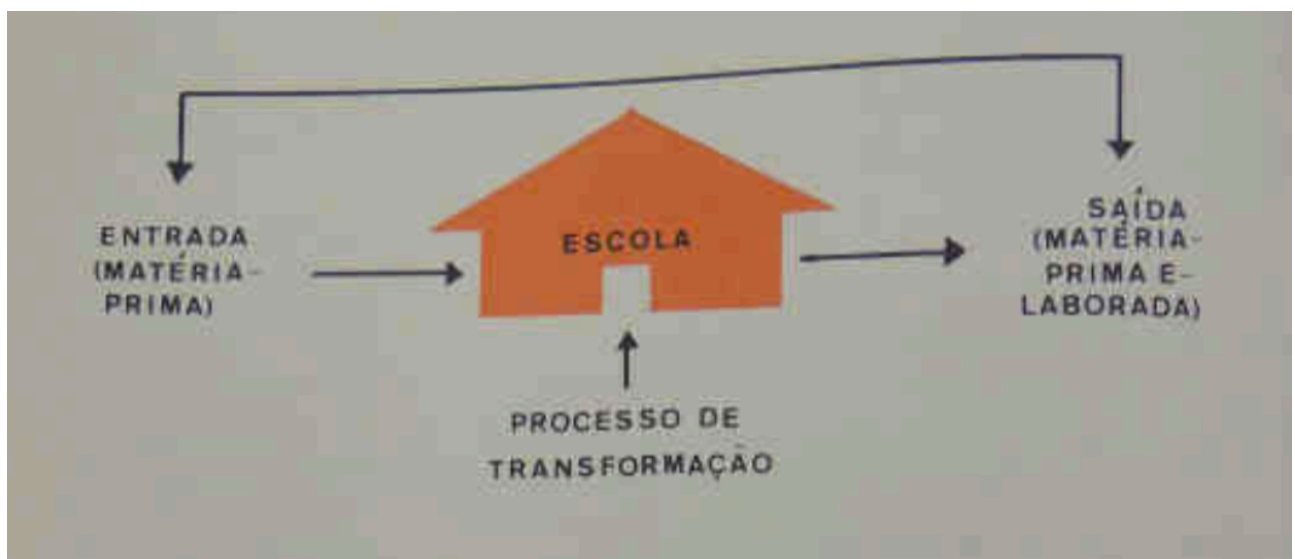 ENTRADA
(MATÉRIA-
PRIMA)
ESCOLA
SAÍDA
(MATÉRIA-
PRIMA E-
LABORADA)
PROCESSO DE
TRANSFORMAÇÃO